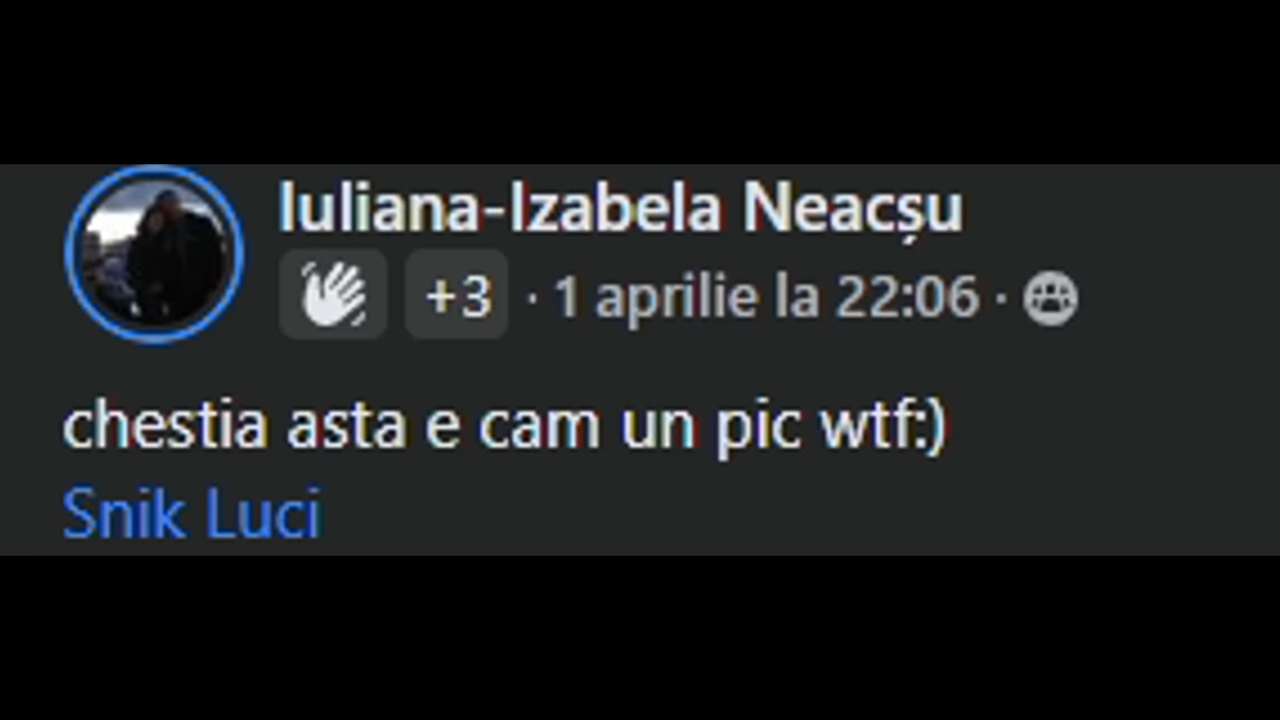 Iuliana-Izabela Neacșu
+3 · 1 aprilie la 22:06 ·
chestia asta e cam un pic wtf:)
Snik Luci